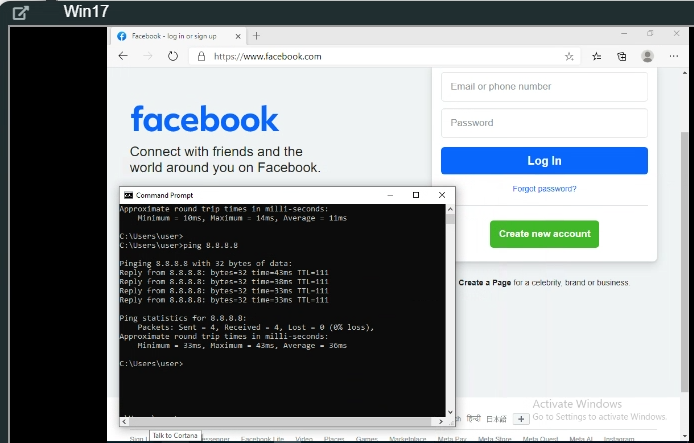 Win17
Facebook - log in or sign up
https://www.facebook.com
facebook
Connect with friends and the
world around you on Facebook.
Email or phone number
Password
Log In
Forgot password?
Create new account
Create a Page for a celebrity, brand or business.
Command Prompt
Approximate round trip times in milli-seconds:
Minimum = 10ms, Maximum = 14ms, Average = 11ms
C:\Users\user>
C:\Users\user>ping 8.8.8.8
Pinging 8.8.8.8 with 32 bytes of data:
Reply from 8.8.8.8: bytes=32 time=43ms TTL=111
Reply from 8.8.8.8: bytes=32 time=38ms TTL=111
Reply from 8.8.8.8: bytes=32 time=33ms TTL=111
Reply from 8.8.8.8: bytes=32 time=33ms TTL=111
Ping statistics for 8.8.8.8:
Packets: Sent = 4, Received = 4, Lost = 0 (0% loss),
Approximate round trip times in milli-seconds:
Minimum = 33ms, Maximum = 43ms, Average = 36ms
C:\Users\user>
हिन्दी 日本語
Activate Windows
Go to Settings to activate Windows.
Talk to Cortana
Facebook Lite Video Places Games Marketplace Meta Pay Meta Store Meta Quest Meta AI Instagram